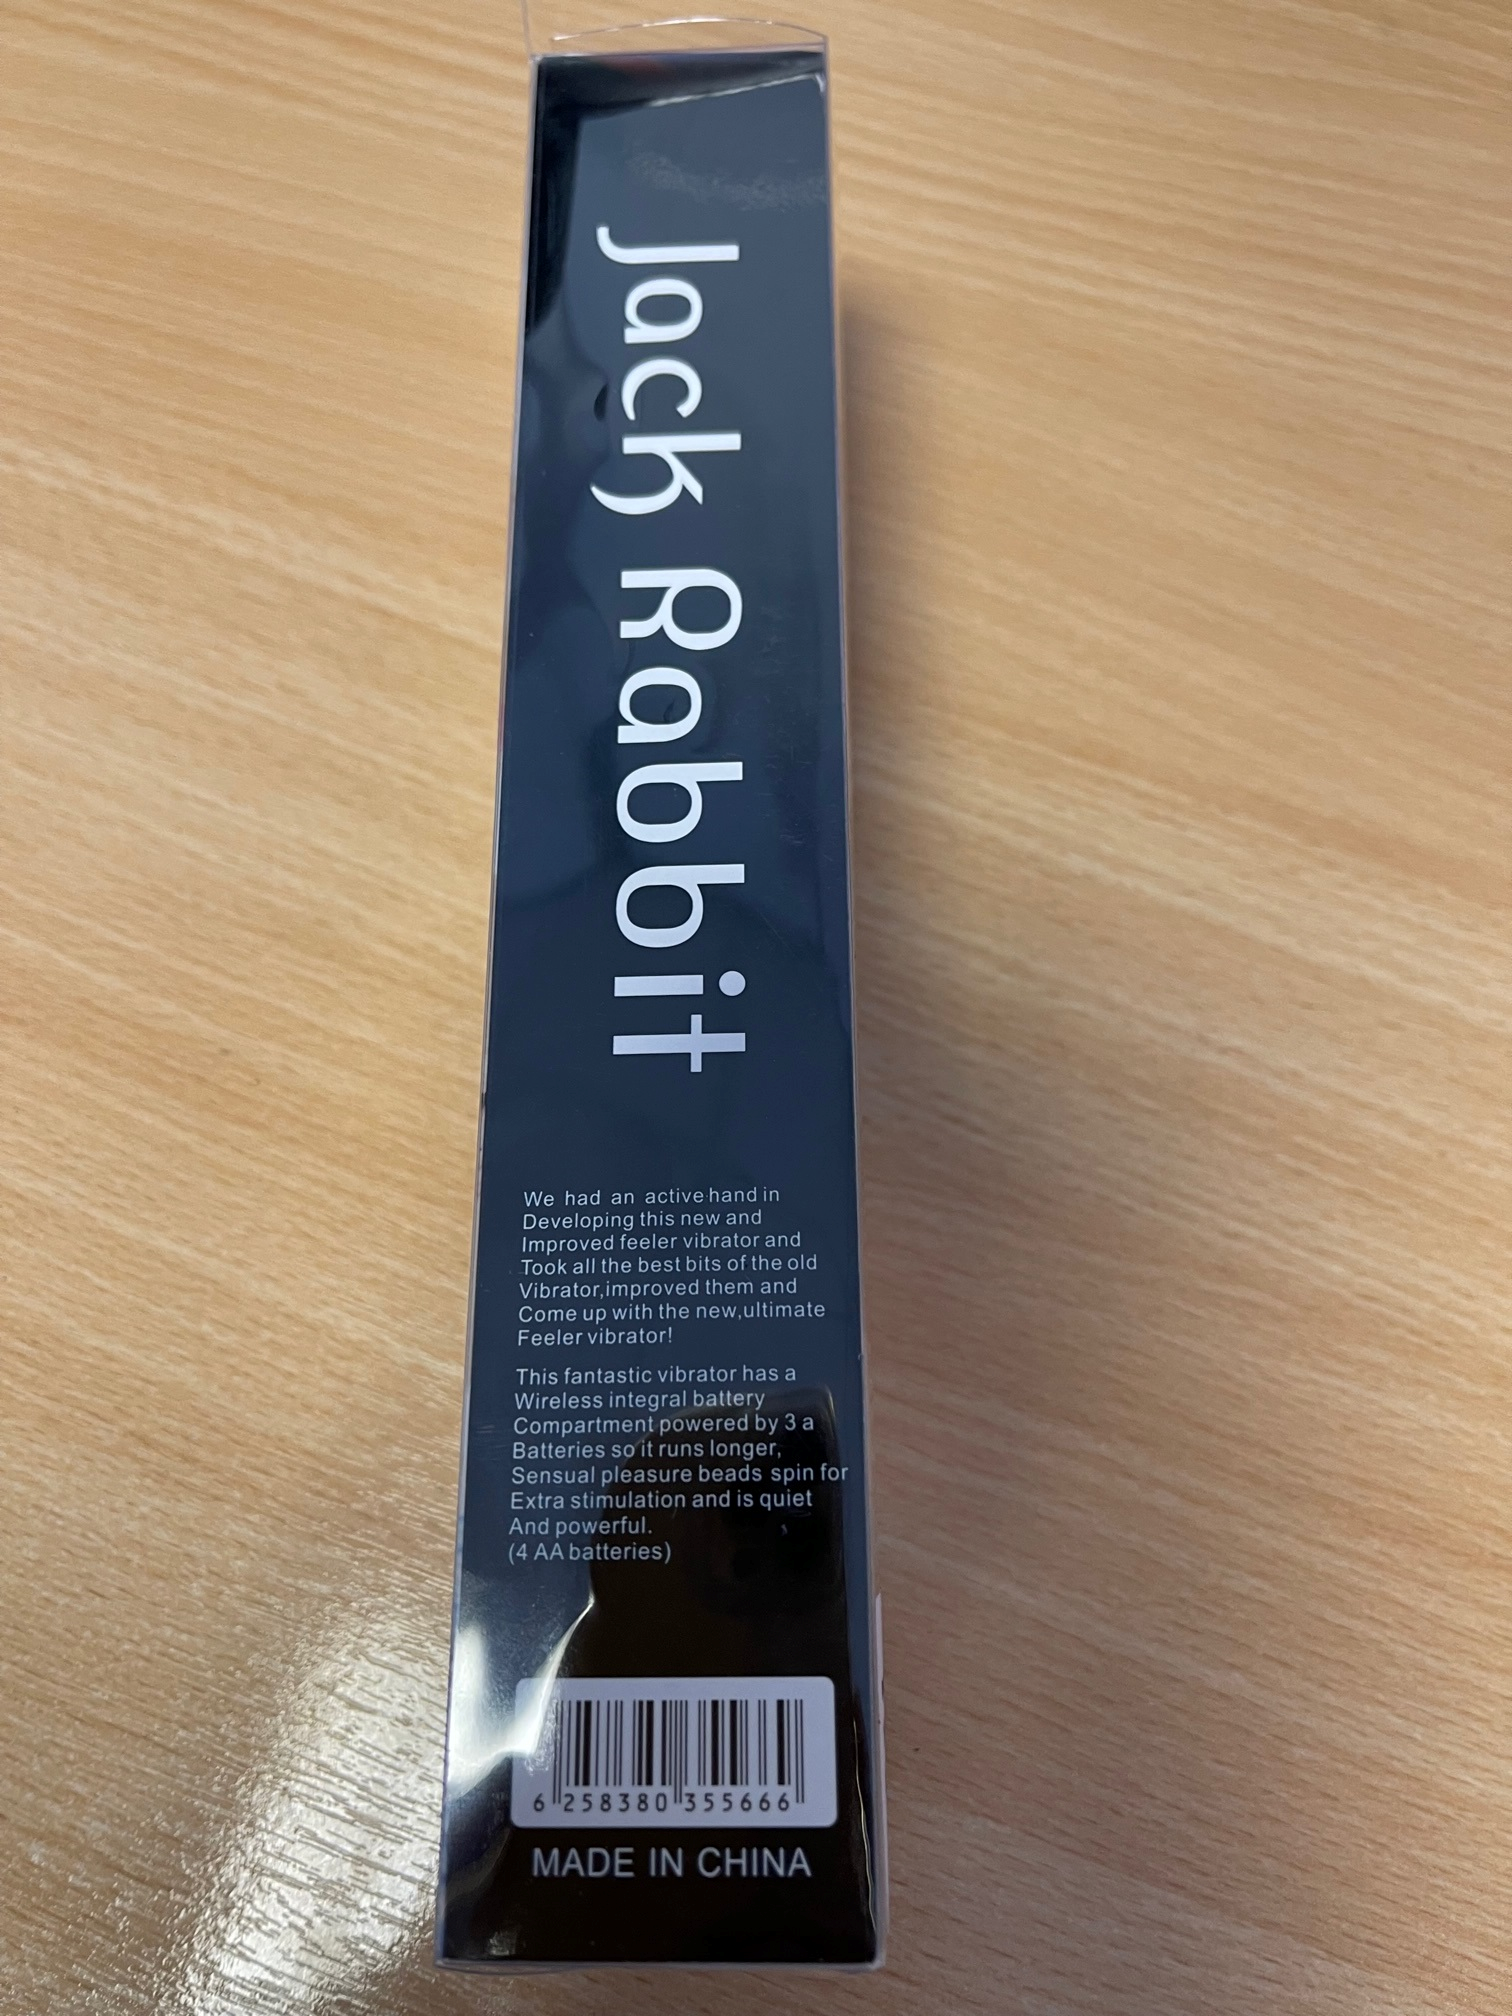 Jack Rabbit
We had an active hand in
Developing this new and
Improved feeler vibrator and
Took all the best bits of the old
Vibrator,improved them and
Come up with the new,ultimate
Feeler vibrator!
This fantastic vibrator has a
Wireless integral battery
Compartment powered by 3 a
Batteries so it runs longer,
Sensual pleasure beads spin for
Extra stimulation and is quiet
And powerful.
(4 AA batteries)
6 258380 355666
MADE IN CHINA